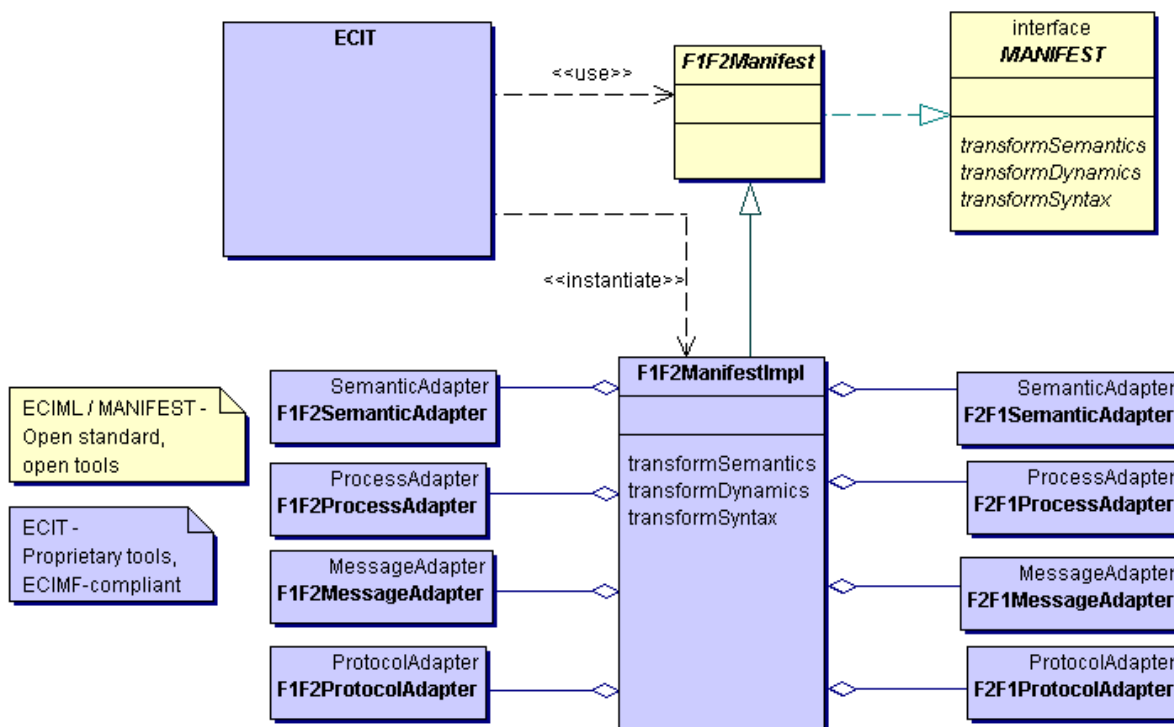 ECIT
<<use>>
F1F2Manifest
interface
MANIFEST
transformSemantics
transformDynamics
transformSyntax
<<instantiate>>
ECIML / MANIFEST -
Open standard,
open tools
ECIT -
Proprietary tools,
ECIMF-compliant
SemanticAdapter
F1F2SemanticAdapter
ProcessAdapter
F1F2ProcessAdapter
MessageAdapter
F1F2MessageAdapter
ProtocolAdapter
F1F2ProtocolAdapter
F1F2ManifestImpl
transformSemantics
transformDynamics
transformSyntax
SemanticAdapter
F2F1SemanticAdapter
ProcessAdapter
F2F1ProcessAdapter
MessageAdapter
F2F1MessageAdapter
ProtocolAdapter
F2F1ProtocolAdapter